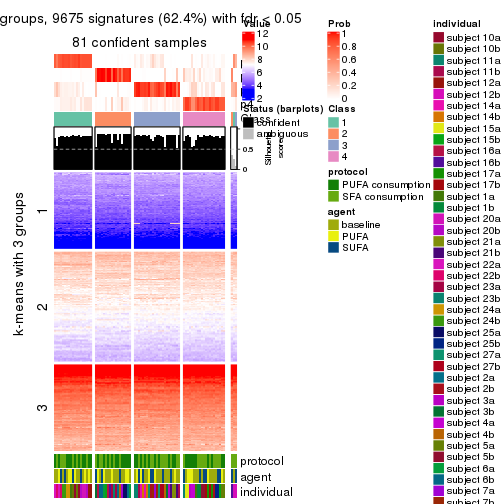 groups, 9675 signatures (62.4%) with fdr < 0.05
81 confident samples
k-means with 3 groups
1
2
3
p4
Class
0.5
0
Silhouette
score
protocol
agent
individual
Value
12
10
8
6
4
2
Status (barplots)
confident
ambiguous
Prob
1
0.8
0.6
0.4
0.2
0
Class
1
2
3
4
protocol
PUFA consumption
SFA consumption
agent
baseline
PUFA
SUFA
individual
subject 10a
subject 10b
subject 11a
subject 11b
subject 12a
subject 12b
subject 14a
subject 14b
subject 15a
subject 15b
subject 16a
subject 16b
subject 17a
subject 17b
subject 1a
subject 1b
subject 20a
subject 20b
subject 21a
subject 21b
subject 22a
subject 22b
subject 23a
subject 23b
subject 24a
subject 24b
subject 25a
subject 25b
subject 27a
subject 27b
subject 2a
subject 2b
subject 3a
subject 3b
subject 4a
subject 4b
subject 5a
subject 5b
subject 6a
subject 6b
subject 7a
subject 7b